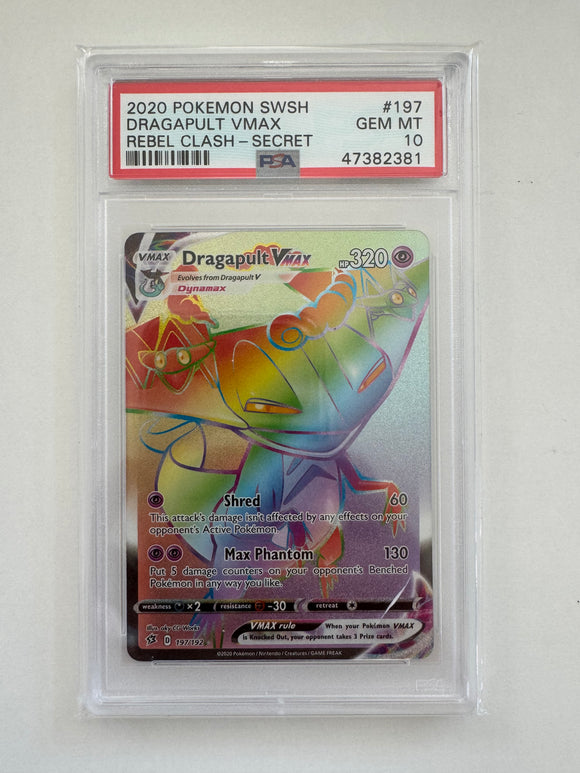 2020 POKEMON SWSH #197
DRAGAPULT VMAX GEM MT
REBEL CLASH - SECRET 10
PSA 47382381
VMAX Dragapult VMAX HP 320
Evolves from Dragapult V
Dynamax
Shred 60
This attack's damage isn't affected by any effects on your
opponent's Active Pokémon.
Max Phantom 130
Put 5 damage counters on your opponent's Benched
Pokémon in any way you like.
weakness ×2 resistance -30 retreat
VMAX rule When your Pokémon VMAX
is Knocked Out, your opponent takes 3 Prize cards.
Illus. aky CG Works
D 197/192
©2020 Pokémon / Nintendo / Creatures / GAME FREAK